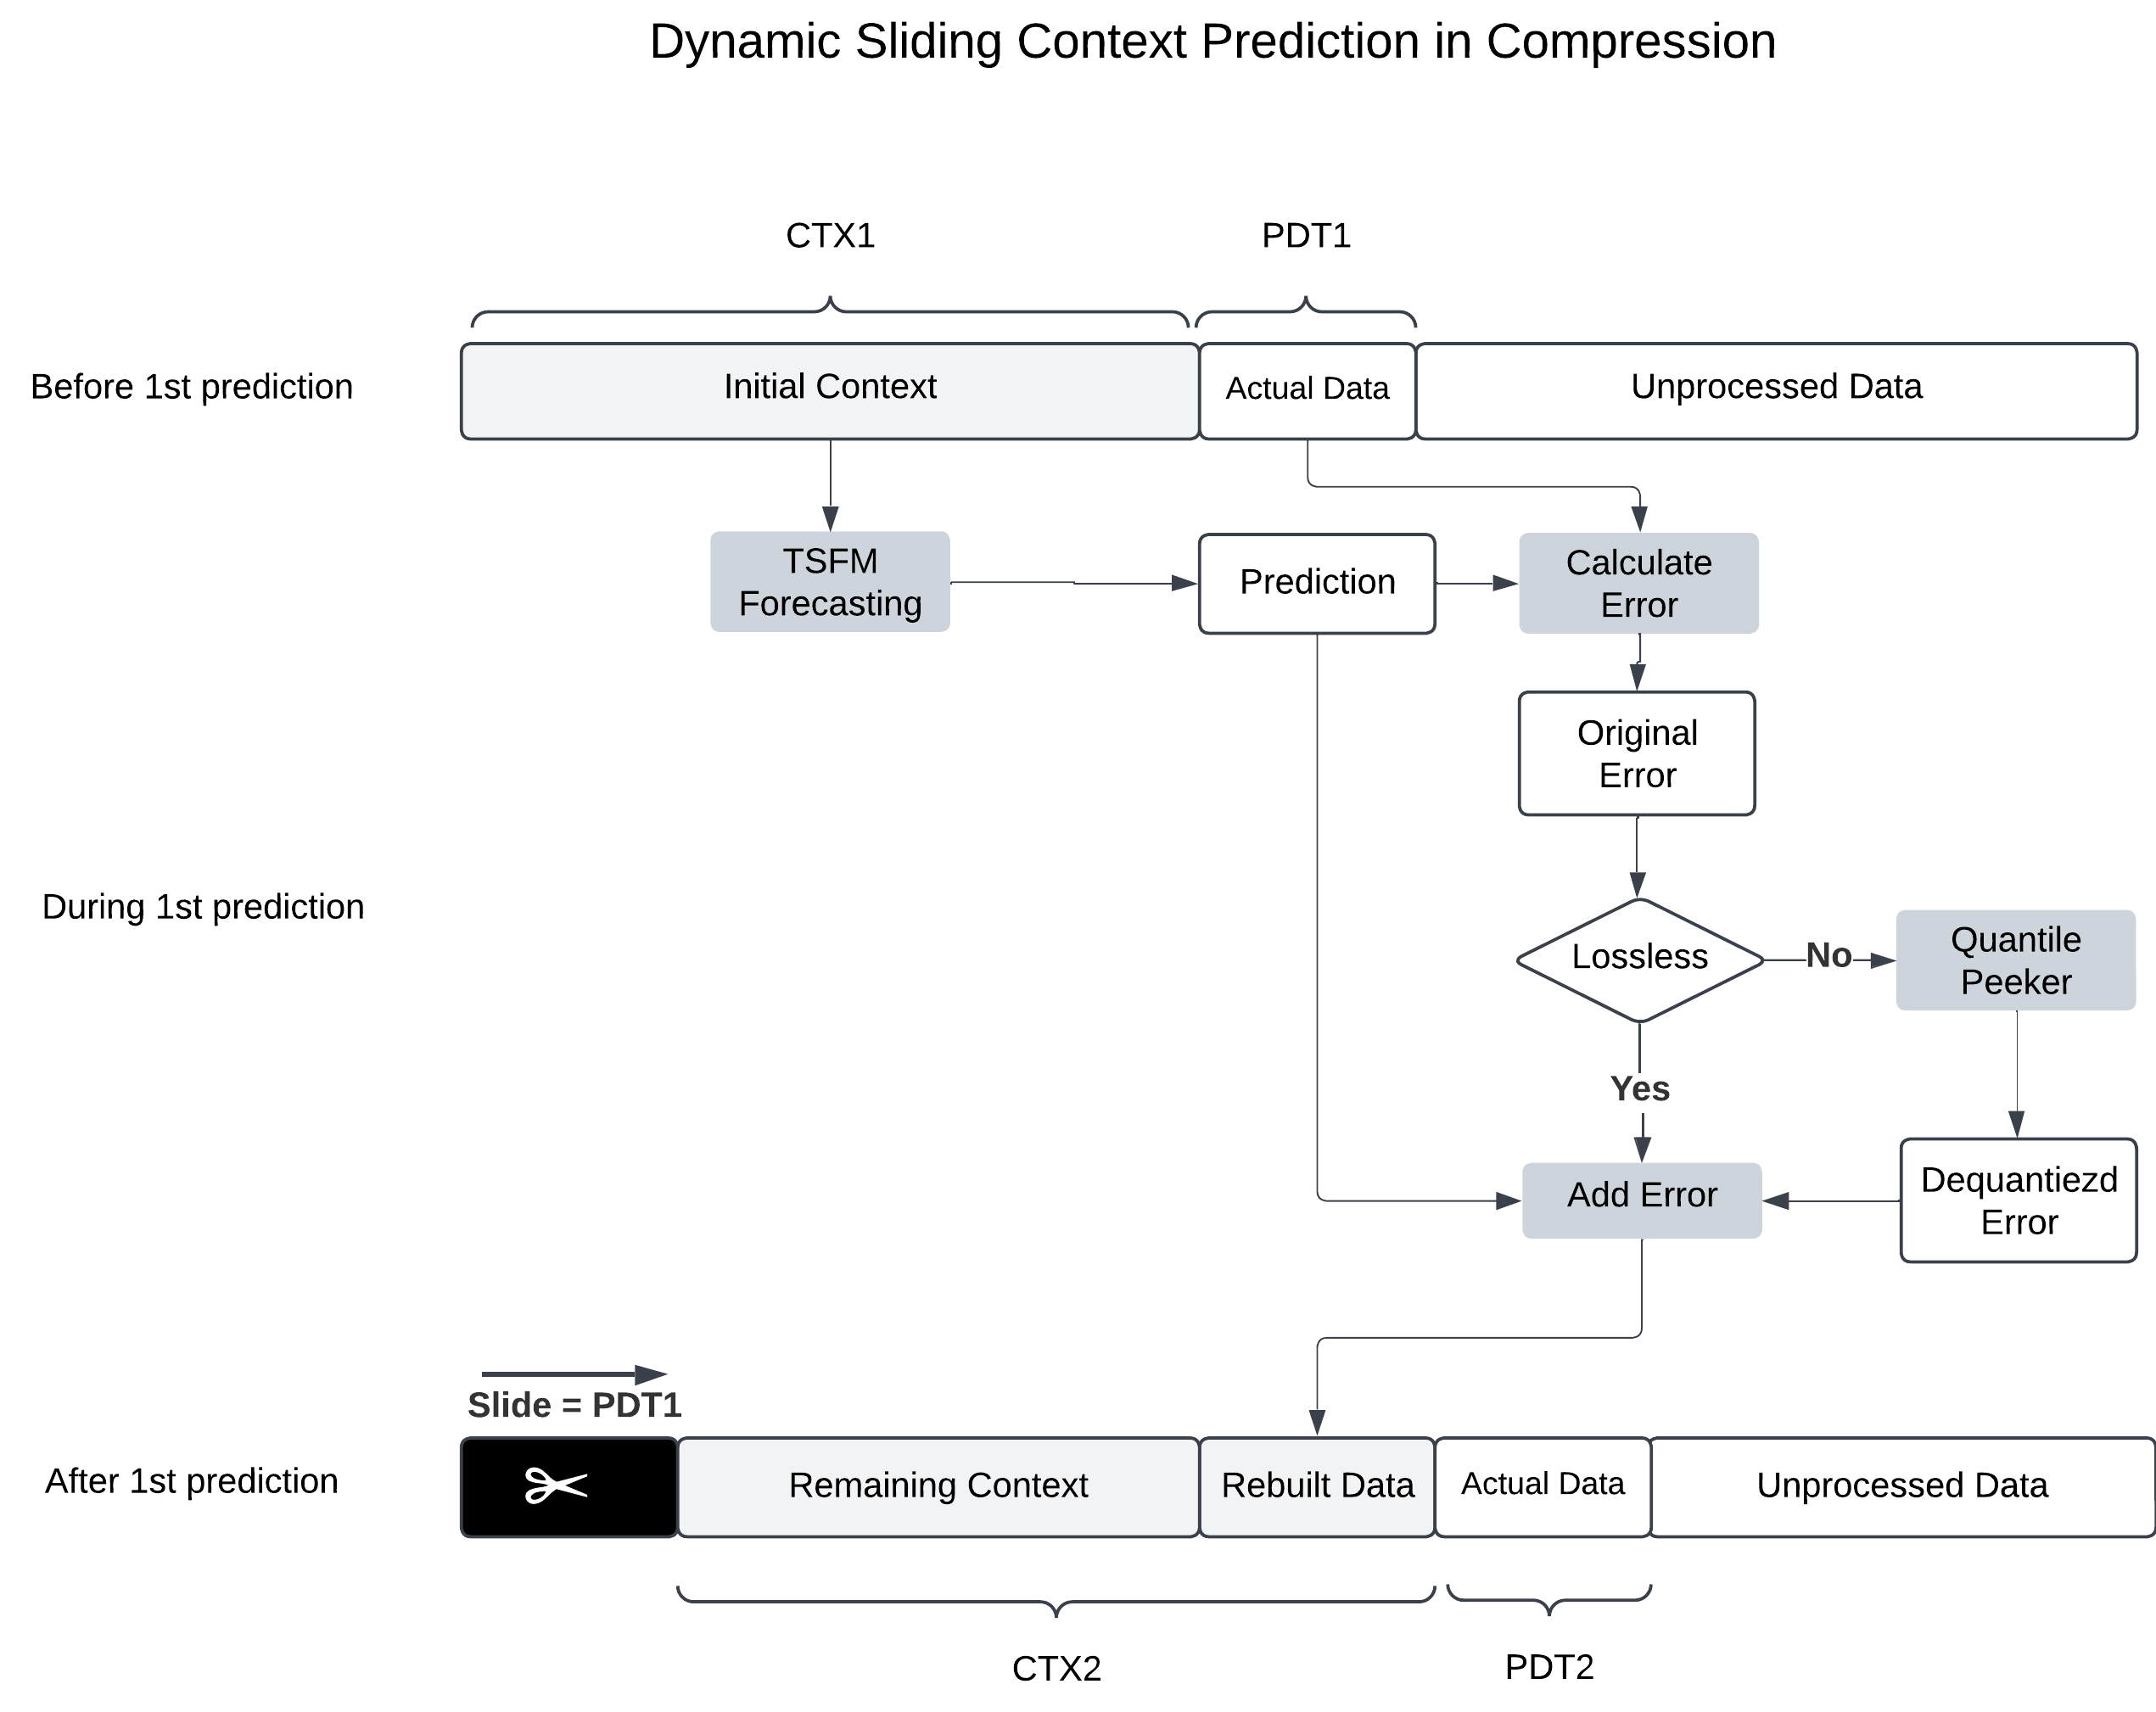 Dynamic Sliding Context Prediction in Compression
CTX1
PDT1
Before 1st prediction
Initial Context
Actual Data
Unprocessed Data
TSFM
Forecasting
Prediction
Calculate
Error
Original
Error
During 1st prediction
Lossless
No
Quantile
Peeker
Yes
Add Error
Dequantiezd
Error
Slide = PDT1
After 1st prediction
Remaining Context
Rebuilt Data
Actual Data
Unprocessed Data
CTX2
PDT2